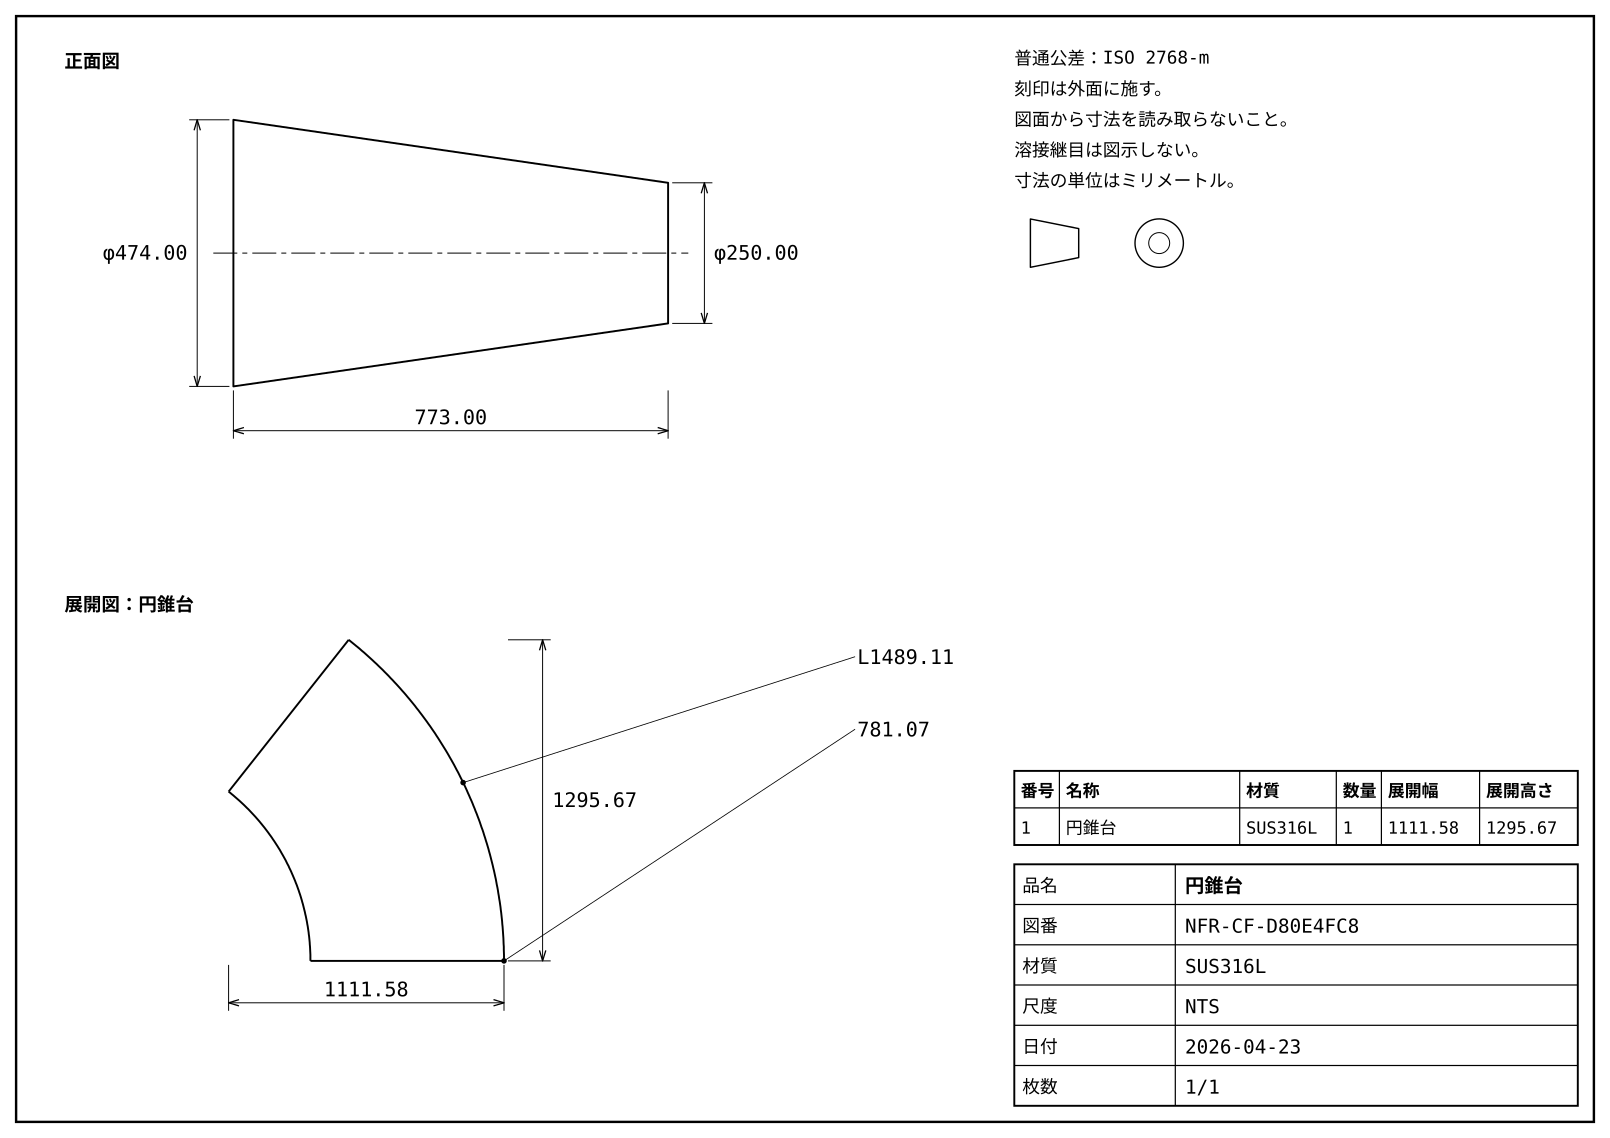 正面図
φ474.00
φ250.00
773.00
普通公差：ISO 2768-m
刻印は外面に施す。
図面から寸法を読み取らないこと。
溶接継目は図示しない。
寸法の単位はミリメートル。
展開図：円錐台
L1489.11
781.07
1295.67
1111.58
番号 名称 材質 数量 展開幅 展開高さ
1 円錐台 SUS316L 1 1111.58 1295.67
品名 円錐台
図番 NFR-CF-D80E4FC8
材質 SUS316L
尺度 NTS
日付 2026-04-23
枚数 1/1